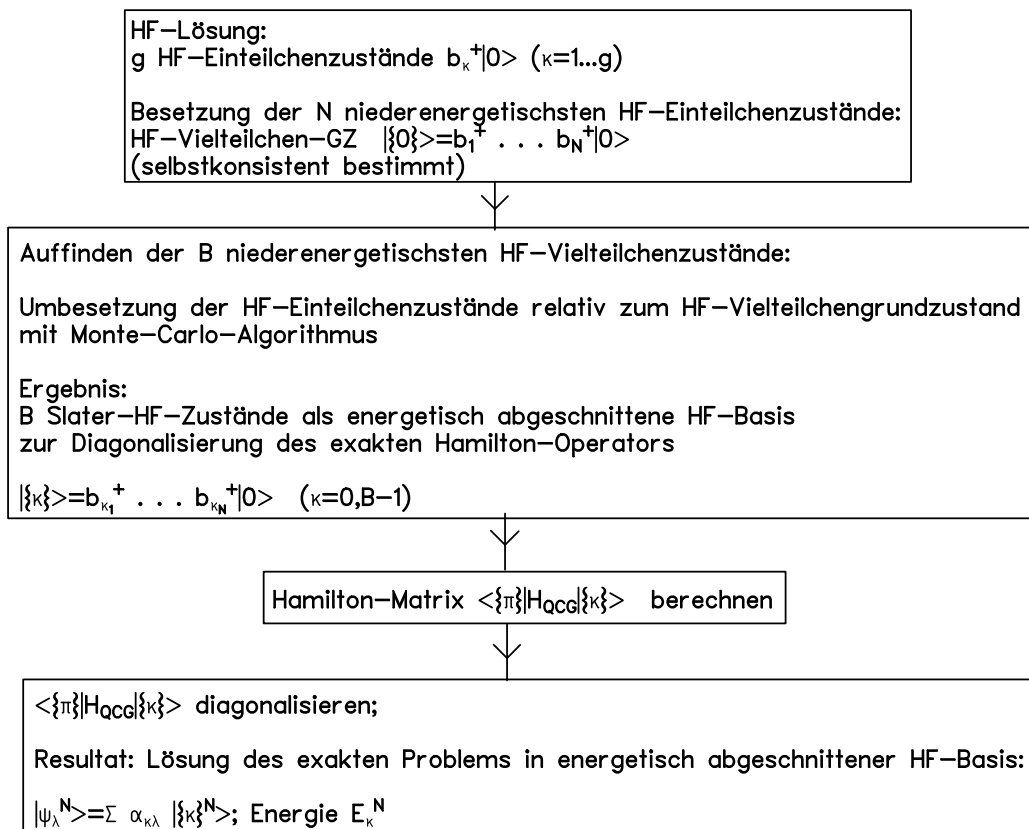 HF–Lösung:
g HF–Einteilchenzustände b_κ⁺|0> (κ=1...g)
Besetzung der N niederenergetischsten HF–Einteilchenzustände:
HF–Vielteilchen–GZ |{0}>=b₁⁺ . . . b_N⁺|0>
(selbstkonsistent bestimmt)
Auffinden der B niederenergetischsten HF–Vielteilchenzustände:
Umbesetzung der HF–Einteilchenzustände relativ zum HF–Vielteilchengrundzustand
mit Monte–Carlo–Algorithmus
Ergebnis:
B Slater–HF–Zustände als energetisch abgeschnittene HF–Basis
zur Diagonalisierung des exakten Hamilton–Operators
|{κ}>=b_κ₁⁺ . . . b_κ_N⁺|0> (κ=0,B−1)
Hamilton–Matrix <{π}|H_QCG|{κ}> berechnen
<{π}|H_QCG|{κ}> diagonalisieren;
Resultat: Lösung des exakten Problems in energetisch abgeschnittener HF–Basis:
|ψ_λ^N>=Σ α_κλ |{κ}^N>; Energie E_κ^N